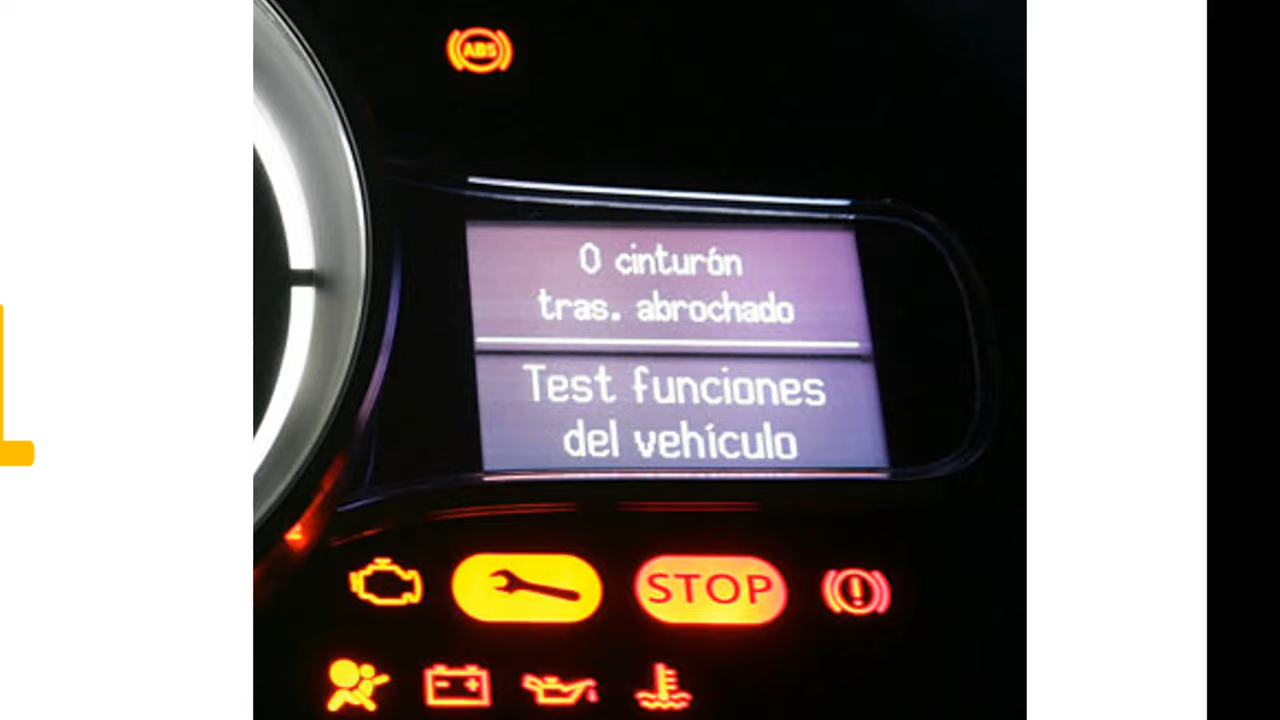 ABS
0 cinturón
tras. abrochado
Test funciones
del vehículo
STOP